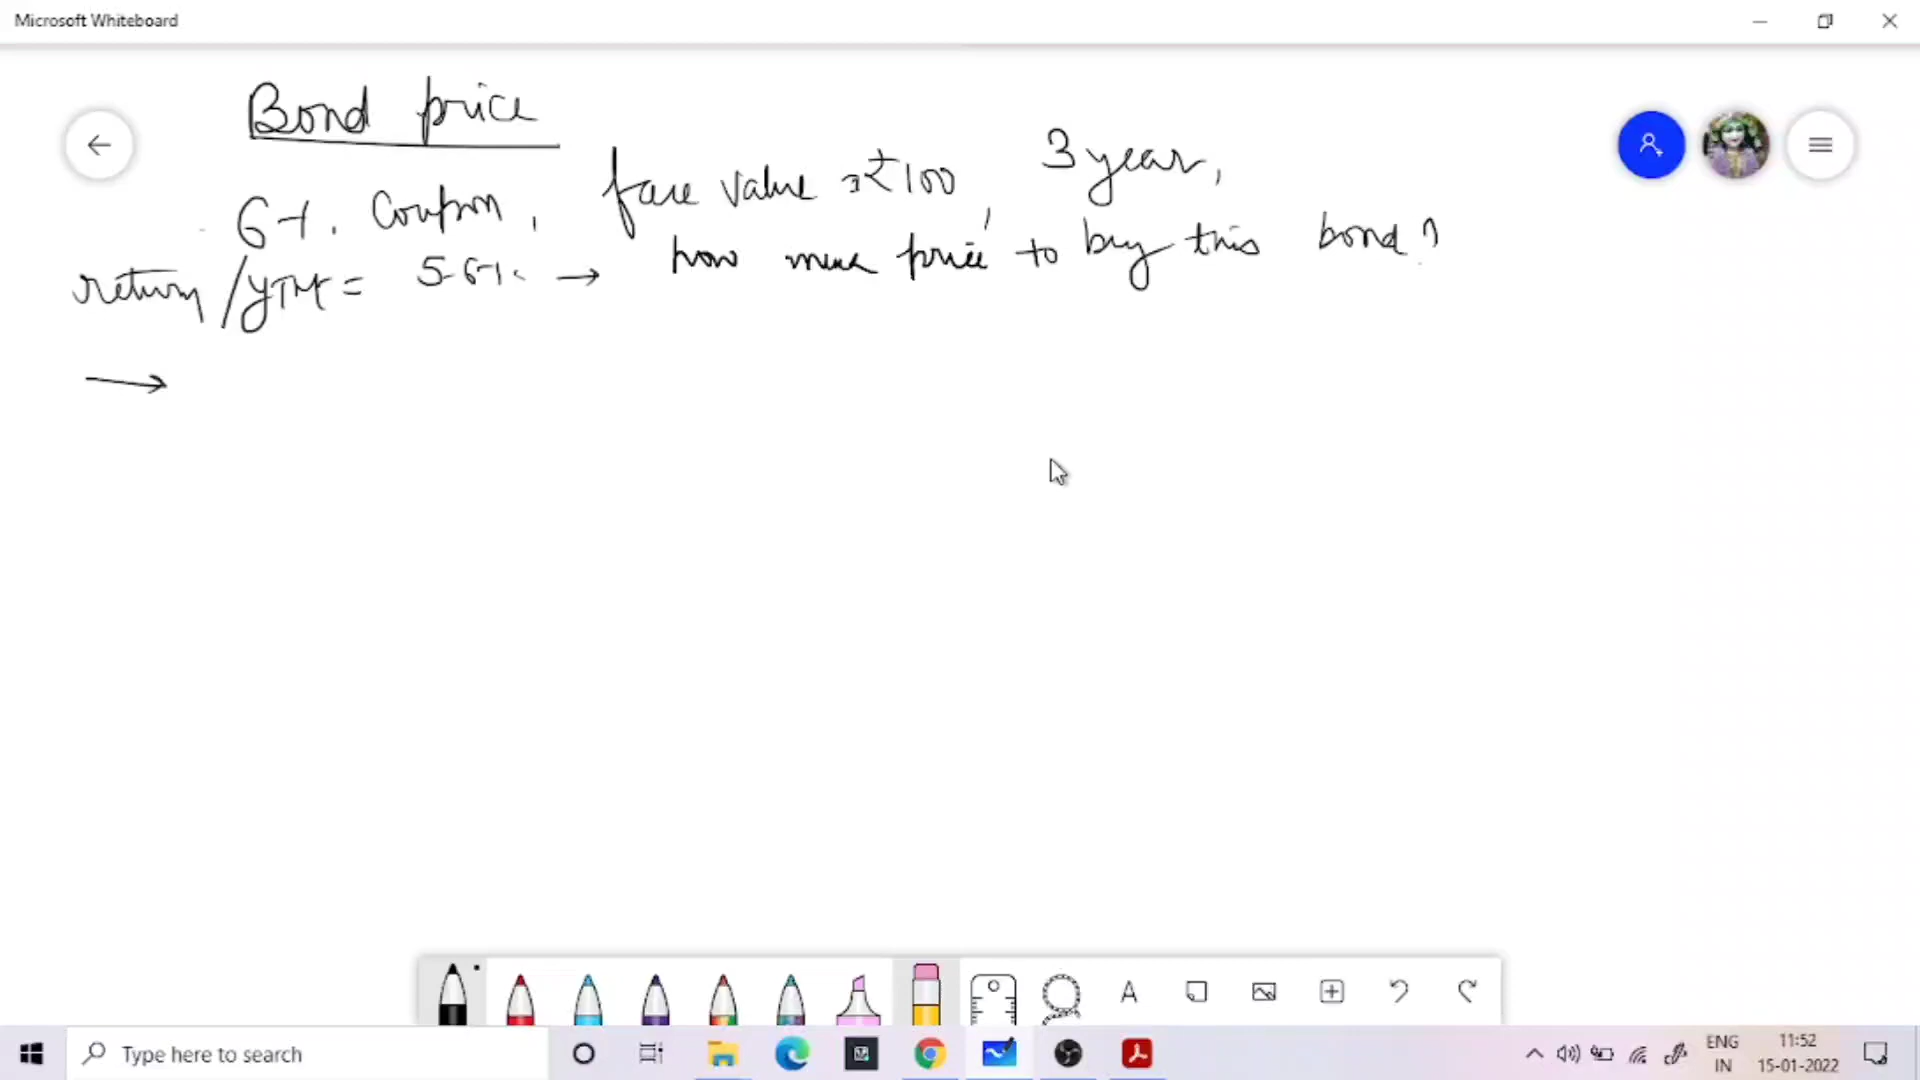 Microsoft Whiteboard
Bond price
6%. Coupon, face value = ₹100, 3 year,
return/YTM = 5.6%. → how much price to buy this bond?
→
A
Type here to search
ENG
IN
11:52
15-01-2022